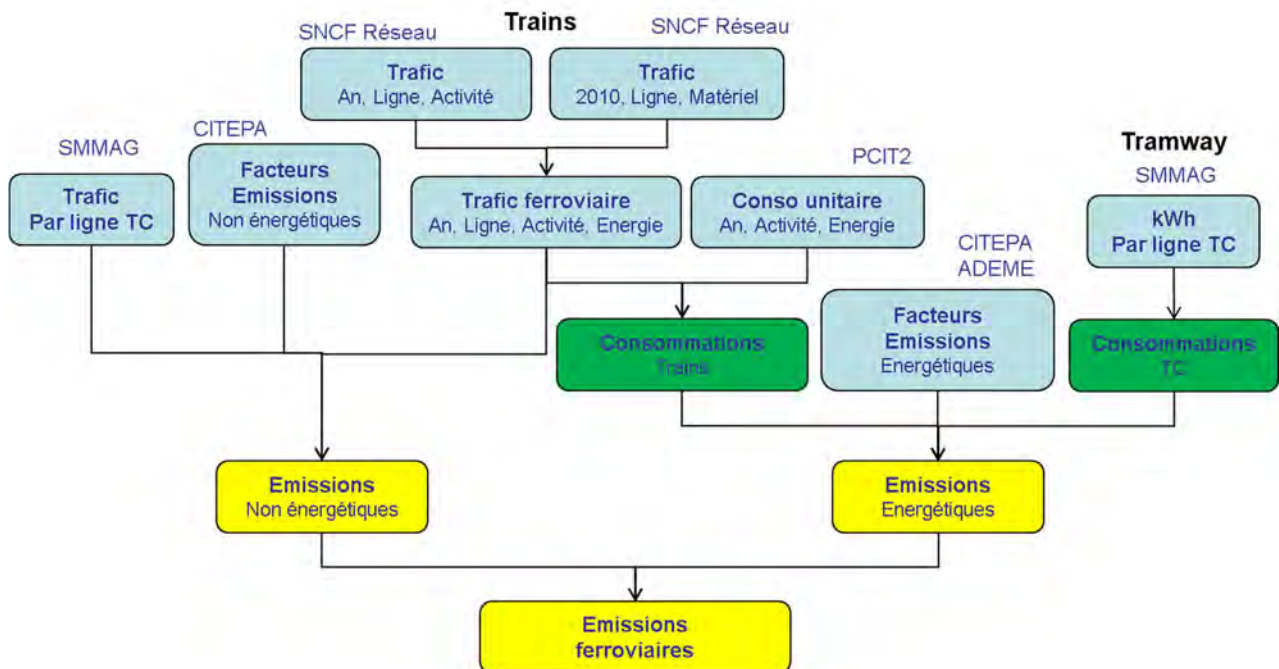 Trains
SNCF Réseau
SNCF Réseau
Trafic
An, Ligne, Activité
Trafic
2010, Ligne, Matériel
SMMAG
CITEPA
PCIT2
Tramway
SMMAG
Trafic
Par ligne TC
Facteurs
Emissions
Non énergétiques
Trafic ferroviaire
An, Ligne, Activité, Energie
Conso unitaire
An, Activité, Energie
kWh
Par ligne TC
CITEPA
ADEME
Consommations
Trains
Facteurs
Emissions
Energétiques
Consommations
TC
Emissions
Non énergétiques
Emissions
Energétiques
Emissions
ferroviaires